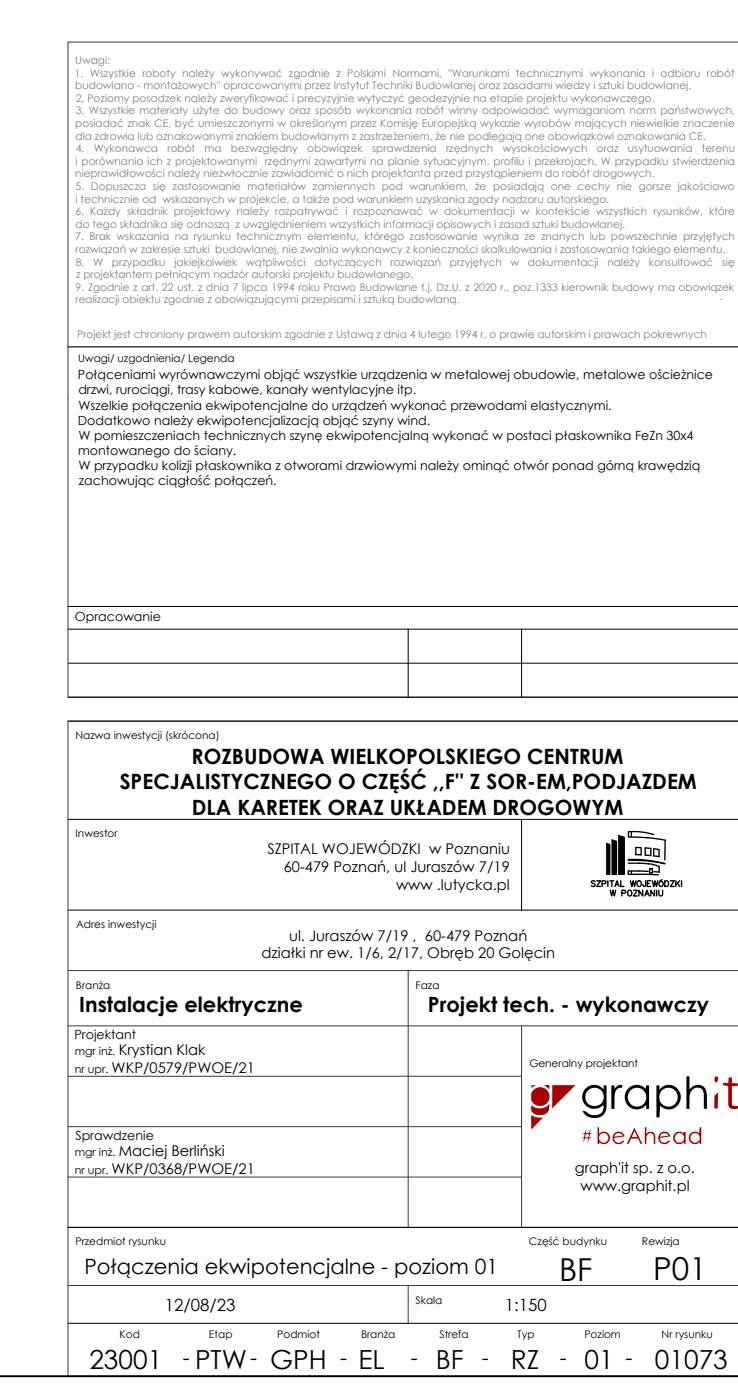 Uwagi:
1. Wszystkie roboty należy wykonywać zgodnie z Polskimi Normami, "Warunkami technicznymi wykonania i odbioru robót
budowlano - montażowych" opracowanymi przez Instytut Techniki Budowlanej oraz zasadami wiedzy i sztuki budowlanej.
2. Poziomy posadzek należy zweryfikować i precyzyjnie wytyczyć geodezyjnie na etapie projektu wykonawczego.
3. Wszystkie materiały użyte do budowy oraz sposób wykonania robót winny odpowiadać wymaganiom norm państwowych,
posiadać znak CE, być umieszczonymi w określonym przez Komisję Europejską wykazie wyrobów mających niewielkie znaczenie
dla zdrowia lub oznakowanymi znakiem budowlanym z zastrzeżeniem, że nie podlegają one obowiązkowi oznakowania CE.
4. Wykonawca robót ma bezwzględny obowiązek sprawdzenia rzędnych wysokościowych oraz usytuowania terenu
i porównania ich z projektowanymi rzędnymi zawartymi na planie sytuacyjnym, profilu i przekrojach. W przypadku stwierdzenia
nieprawidłowości należy niezwłocznie zawiadomić o nich projektanta przed przystąpieniem do robót drogowych.
5. Dopuszcza się zastosowanie materiałów zamiennych pod warunkiem, że posiadają one cechy nie gorsze jakościowo
i technicznie od wskazanych w projekcie, a także pod warunkiem uzyskania zgody nadzoru autorskiego.
6. Każdy składnik projektowy należy rozpatrywać i rozpoznawać w dokumentacji w kontekście wszystkich rysunków, które
do tego składnika się odnoszą z uwzględnieniem wszystkich informacji opisowych i zasad sztuki budowlanej.
7. Brak wskazania na rysunku technicznym elementu, którego zastosowanie wynika ze znanych lub powszechnie przyjętych
rozwiązań w zakresie sztuki budowlanej, nie zwalnia wykonawcy z konieczności skalkulowania i zastosowania takiego elementu.
8. W przypadku jakiejkolwiek wątpliwości dotyczących rozwiązań przyjętych w dokumentacji należy konsultować się
z projektantem pełniącym nadzór autorski projektu budowlanego.
9. Zgodnie z art. 22 ust. z dnia 7 lipca 1994 roku Prawo Budowlane t.j. Dz.U. z 2020 r., poz.1333 kierownik budowy ma obowiązek
realizacji obiektu zgodnie z obowiązującymi przepisami i sztuką budowlaną.
Projekt jest chroniony prawem autorskim zgodnie z Ustawą z dnia 4 lutego 1994 r. o prawie autorskim i prawach pokrewnych
Uwagi/ uzgodnienia/ Legenda
Połączeniami wyrównawczymi objąć wszystkie urządzenia w metalowej obudowie, metalowe ościeżnice
drzwi, rurociągi, trasy kabowe, kanały wentylacyjne itp.
Wszelkie połączenia ekwipotencjalne do urządzeń wykonać przewodami elastycznymi.
Dodatkowo należy ekwipotencjalizacją objąć szyny wind.
W pomieszczeniach technicznych szynę ekwipotencjalną wykonać w postaci płaskownika FeZn 30x4
montowanego do ściany.
W przypadku kolizji płaskownika z otworami drzwiowymi należy ominąć otwór ponad górną krawędzią
zachowując ciągłość połączeń.
Opracowanie
Nazwa inwestycji (skrócona)
ROZBUDOWA WIELKOPOLSKIEGO CENTRUM
SPECJALISTYCZNEGO O CZĘŚĆ ,,F" Z SOR-EM,PODJAZDEM
DLA KARETEK ORAZ UKŁADEM DROGOWYM
Inwestor
SZPITAL WOJEWÓDZKI w Poznaniu
60-479 Poznań, ul Juraszów 7/19
www .lutycka.pl
SZPITAL WOJEWÓDZKI
W POZNANIU
Adres inwestycji
ul. Juraszów 7/19 , 60-479 Poznań
działki nr ew. 1/6, 2/17, Obręb 20 Golęcin
Branża
Instalacje elektryczne
Faza
Projekt tech. - wykonawczy
Projektant
mgr inż. Krystian Klak
nr upr. WKP/0579/PWOE/21
Sprawdzenie
mgr inż. Maciej Berliński
nr upr. WKP/0368/PWOE/21
Generalny projektant
graph'it
#beAhead
graph'it sp. z o.o.
www.graphit.pl
Przedmiot rysunku
Połączenia ekwipotencjalne - poziom 01
Część budynku
BF
Rewizja
P01
12/08/23
Skala 1:150
Kod Etap Podmiot Branża Strefa Typ Poziom Nr rysunku
23001 - PTW - GPH - EL - BF - RZ - 01 - 01073